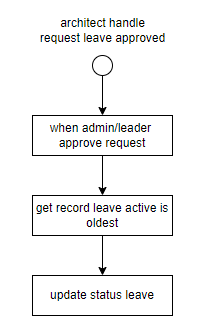 architect handle
request leave approved
when admin/leader
approve request
get record leave active is
oldest
update status leave